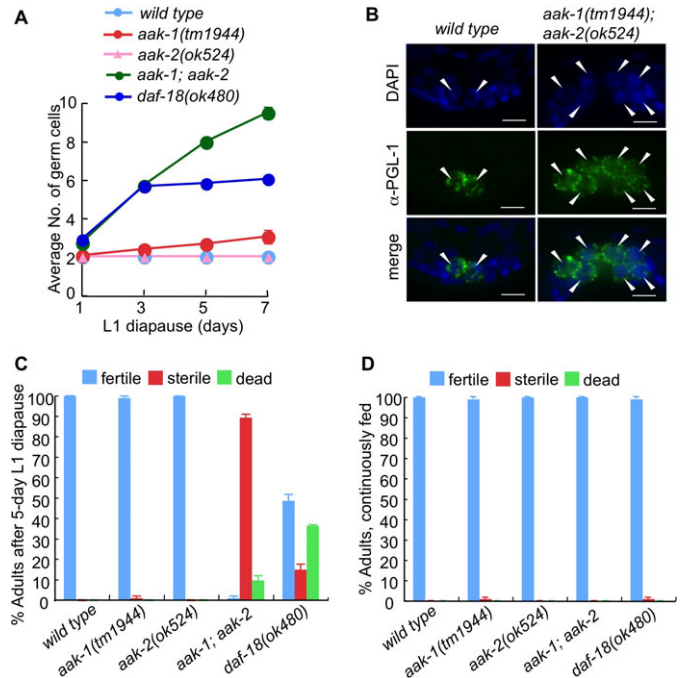 A
wild type
aak-1(tm1944)
aak-2(ok524)
aak-1; aak-2
daf-18(ok480)
Average No. of germ cells
10
8
6
4
2
0
1 3 5 7
L1 diapause (days)
B
wild type
aak-1(tm1944);
aak-2(ok524)
DAPI
α-PGL-1
merge
C
fertile sterile dead
% Adults after 5-day L1 diapause
100
90
80
70
60
50
40
30
20
10
0
wild type
aak-1(tm1944)
aak-2(ok524)
aak-1; aak-2
daf-18(ok480)
D
fertile sterile dead
% Adults, continuously fed
100
90
80
70
60
50
40
30
20
10
0
wild type
aak-1(tm1944)
aak-2(ok524)
aak-1; aak-2
daf-18(ok480)